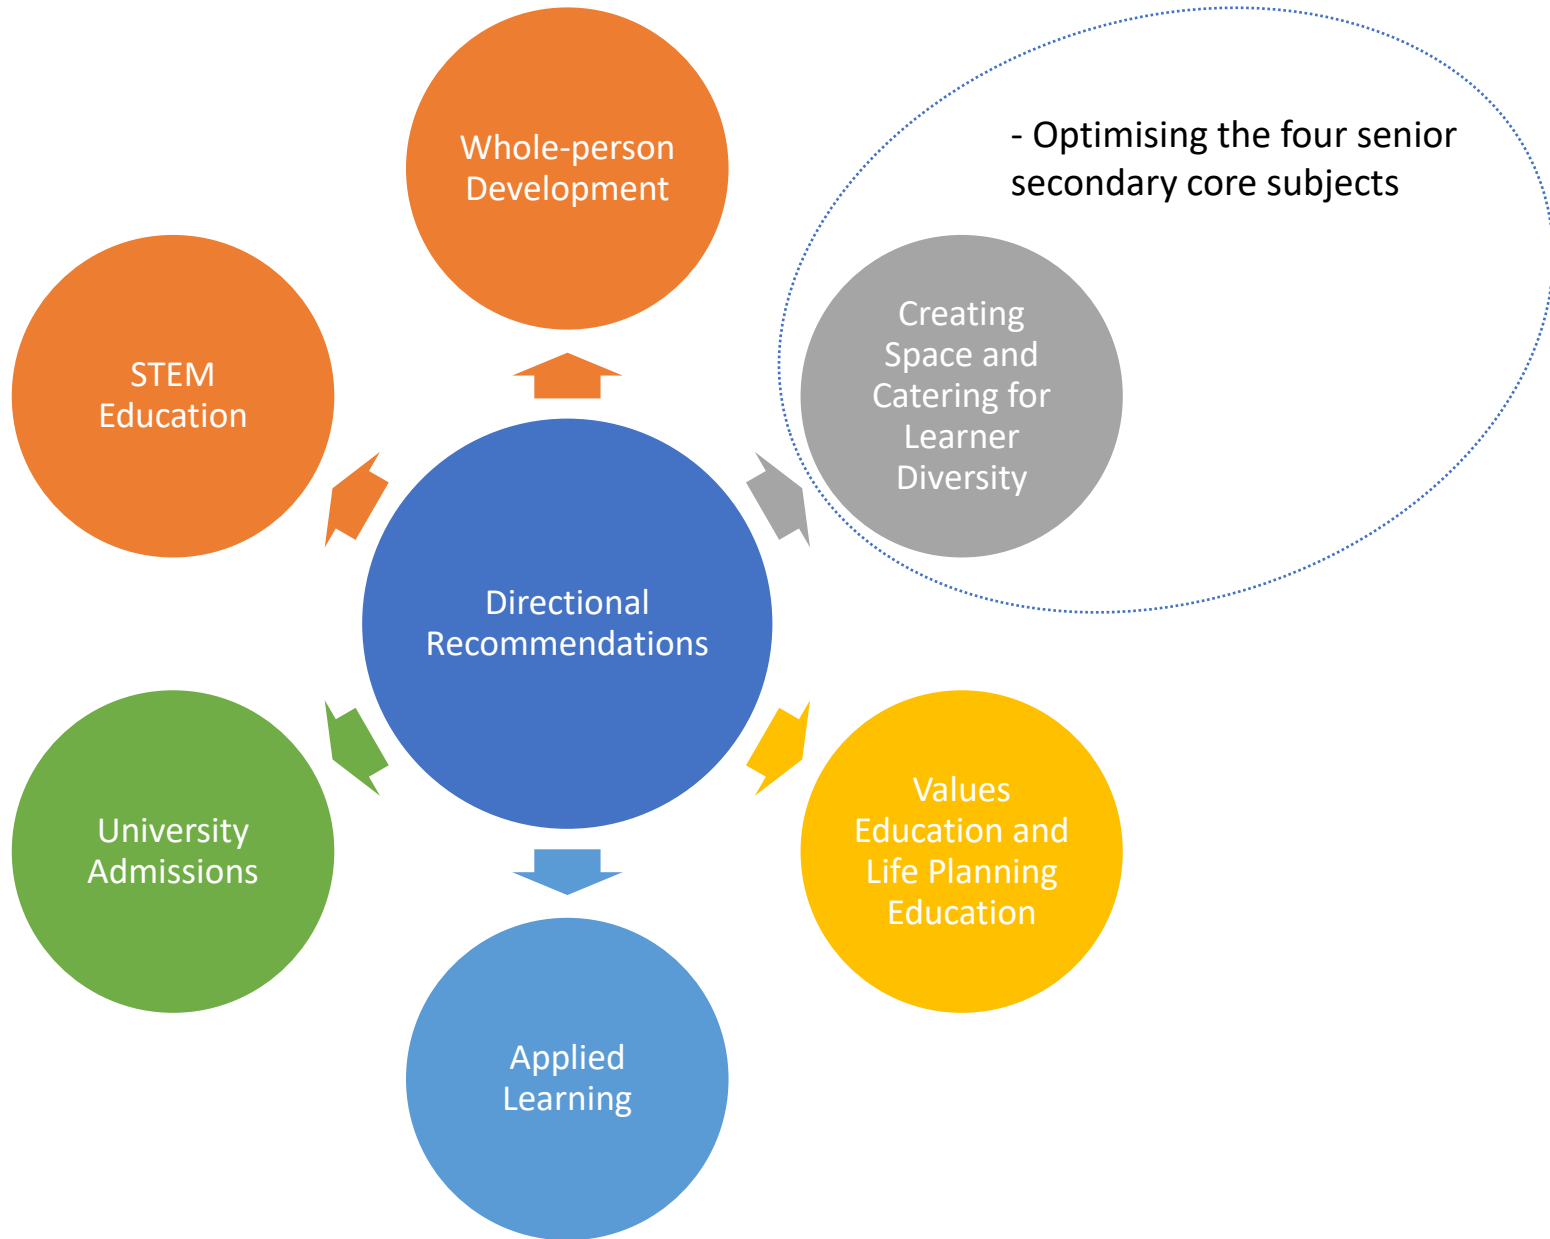 Whole-person
Development
- Optimising the four senior
secondary core subjects
STEM
Education
Creating
Space and
Catering for
Learner
Diversity
Directional
Recommendations
University
Admissions
Values
Education and
Life Planning
Education
Applied
Learning